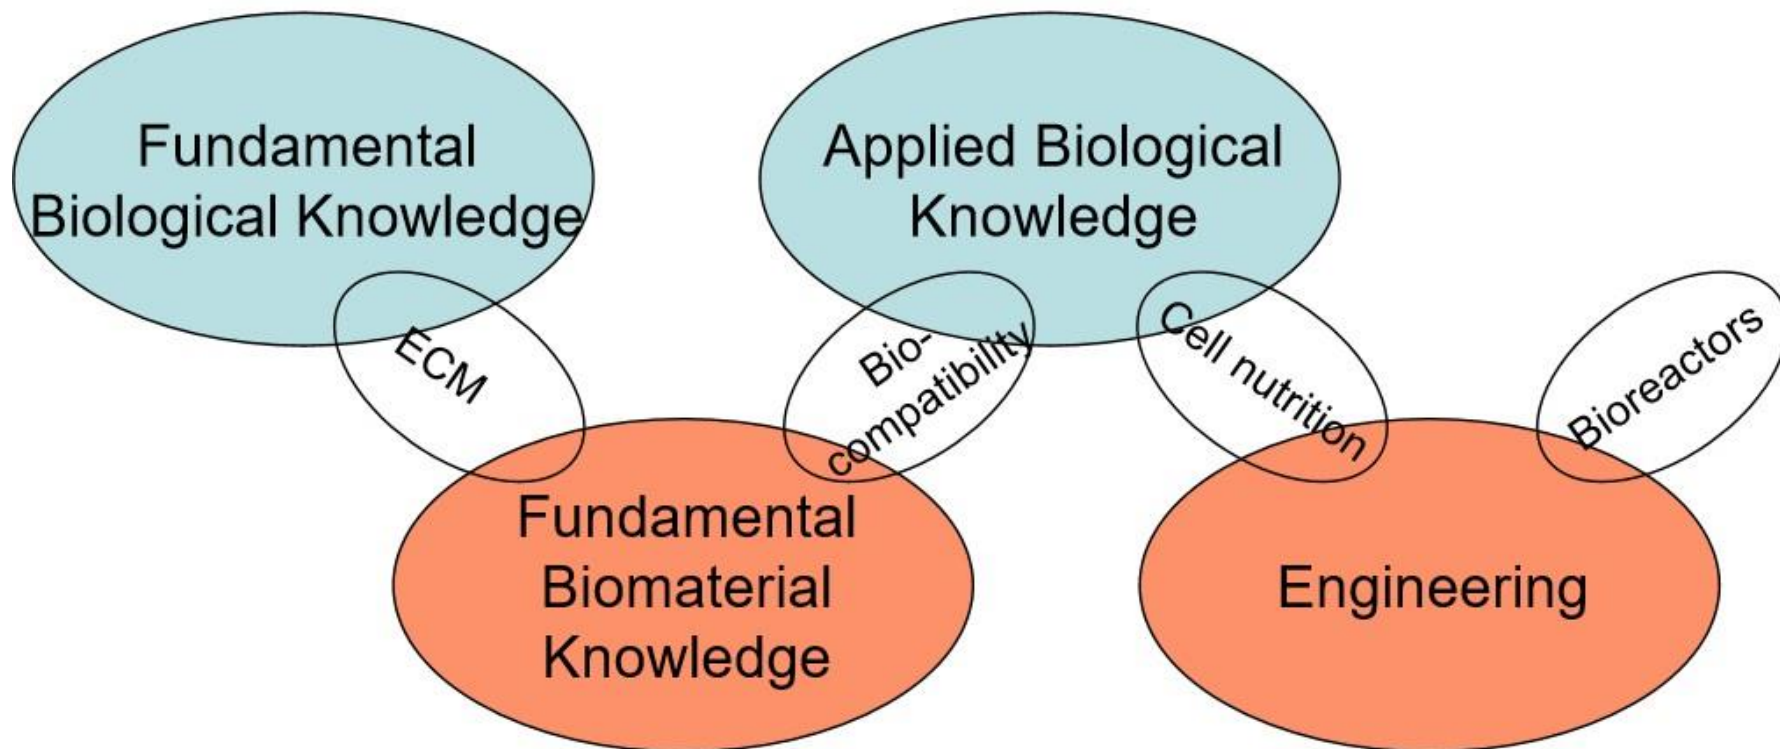 Fundamental
Biological Knowledge
Applied Biological
Knowledge
ECM
Bio-
compatibility
Cell nutrition
Bioreactors
Fundamental
Biomaterial
Knowledge
Engineering